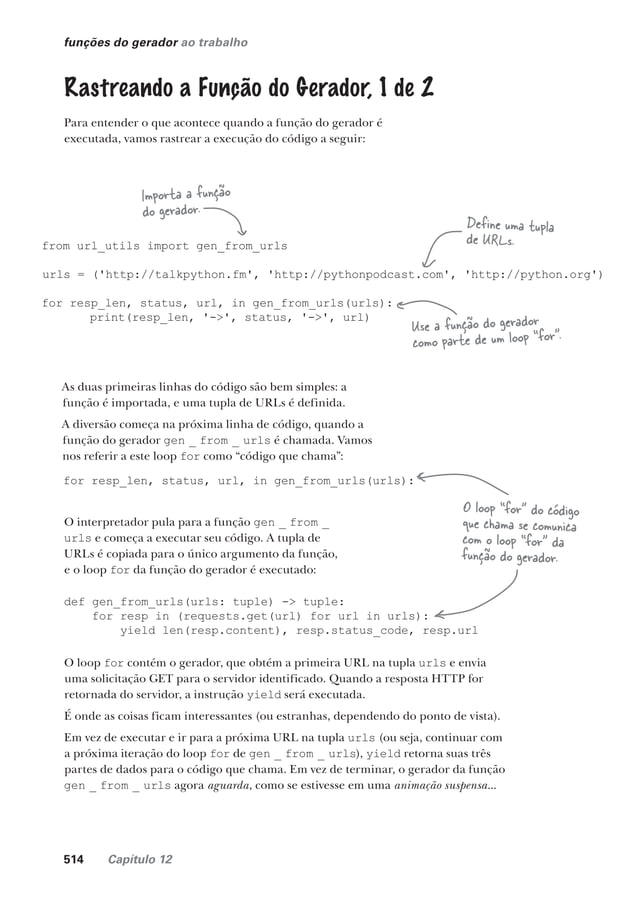 funções do gerador ao trabalho
Rastreando a Função do Gerador, 1 de 2
Para entender o que acontece quando a função do gerador é
executada, vamos rastrear a execução do código a seguir:
Importa a função
do gerador.
Define uma tupla
de URLs.
from url_utils import gen_from_urls
urls = ('http://talkpython.fm', 'http://pythonpodcast.com', 'http://python.org')
for resp_len, status, url, in gen_from_urls(urls):
print(resp_len, '->', status, '->', url)
Use a função do gerador
como parte de um loop "for".
As duas primeiras linhas do código são bem simples: a
função é importada, e uma tupla de URLs é definida.
A diversão começa na próxima linha de código, quando a
função do gerador gen _ from _ urls é chamada. Vamos
nos referir a este loop for como “código que chama”:
for resp_len, status, url, in gen_from_urls(urls):
O loop "for" do código
que chama se comunica
com o loop "for" da
função do gerador.
O interpretador pula para a função gen _ from _
urls e começa a executar seu código. A tupla de
URLs é copiada para o único argumento da função,
e o loop for da função do gerador é executado:
def gen_from_urls(urls: tuple) -> tuple:
for resp in (requests.get(url) for url in urls):
yield len(resp.content), resp.status_code, resp.url
O loop for contém o gerador, que obtém a primeira URL na tupla urls e envia
uma solicitação GET para o servidor identificado. Quando a resposta HTTP for
retornada do servidor, a instrução yield será executada.
É onde as coisas ficam interessantes (ou estranhas, dependendo do ponto de vista).
Em vez de executar e ir para a próxima URL na tupla urls (ou seja, continuar com
a próxima iteração do loop for de gen _ from _ urls), yield retorna suas três
partes de dados para o código que chama. Em vez de terminar, o gerador da função
gen _ from _ urls agora aguarda, como se estivesse em uma animação suspensa...
514 Capítulo 12